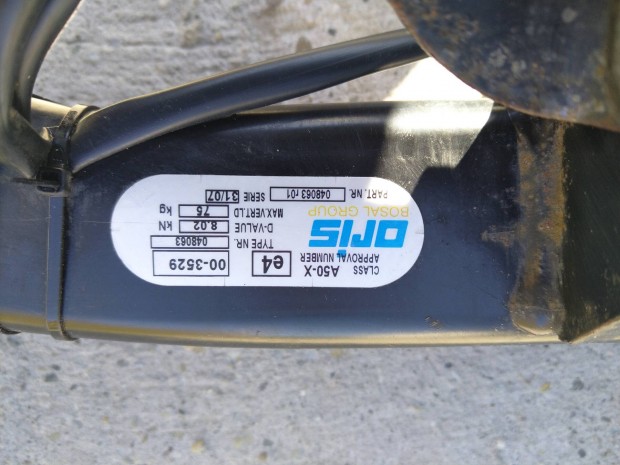 CLASS A50-X
APPROVAL NUMBER
e4 00-3529
TYPE NR. 048063
D-VALUE 8.02 kN
MAX.VERT.LD 75 kg
oris
BOSAL GROUP
PART.NR. 048063 r01 SERIE 31/07